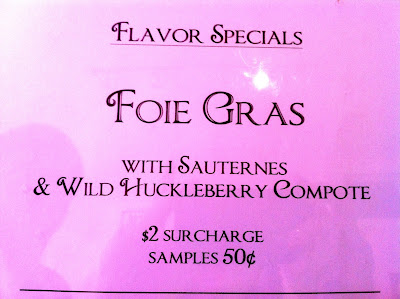 Flavor Specials
Foie Gras
with Sauternes
& Wild Huckleberry Compote
$2 surcharge
samples 50¢